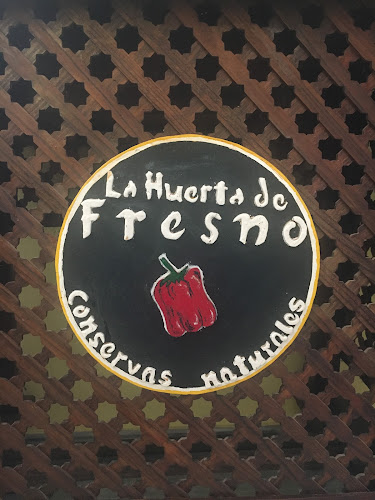 La Huerta de
Fresno
Conservas naturales